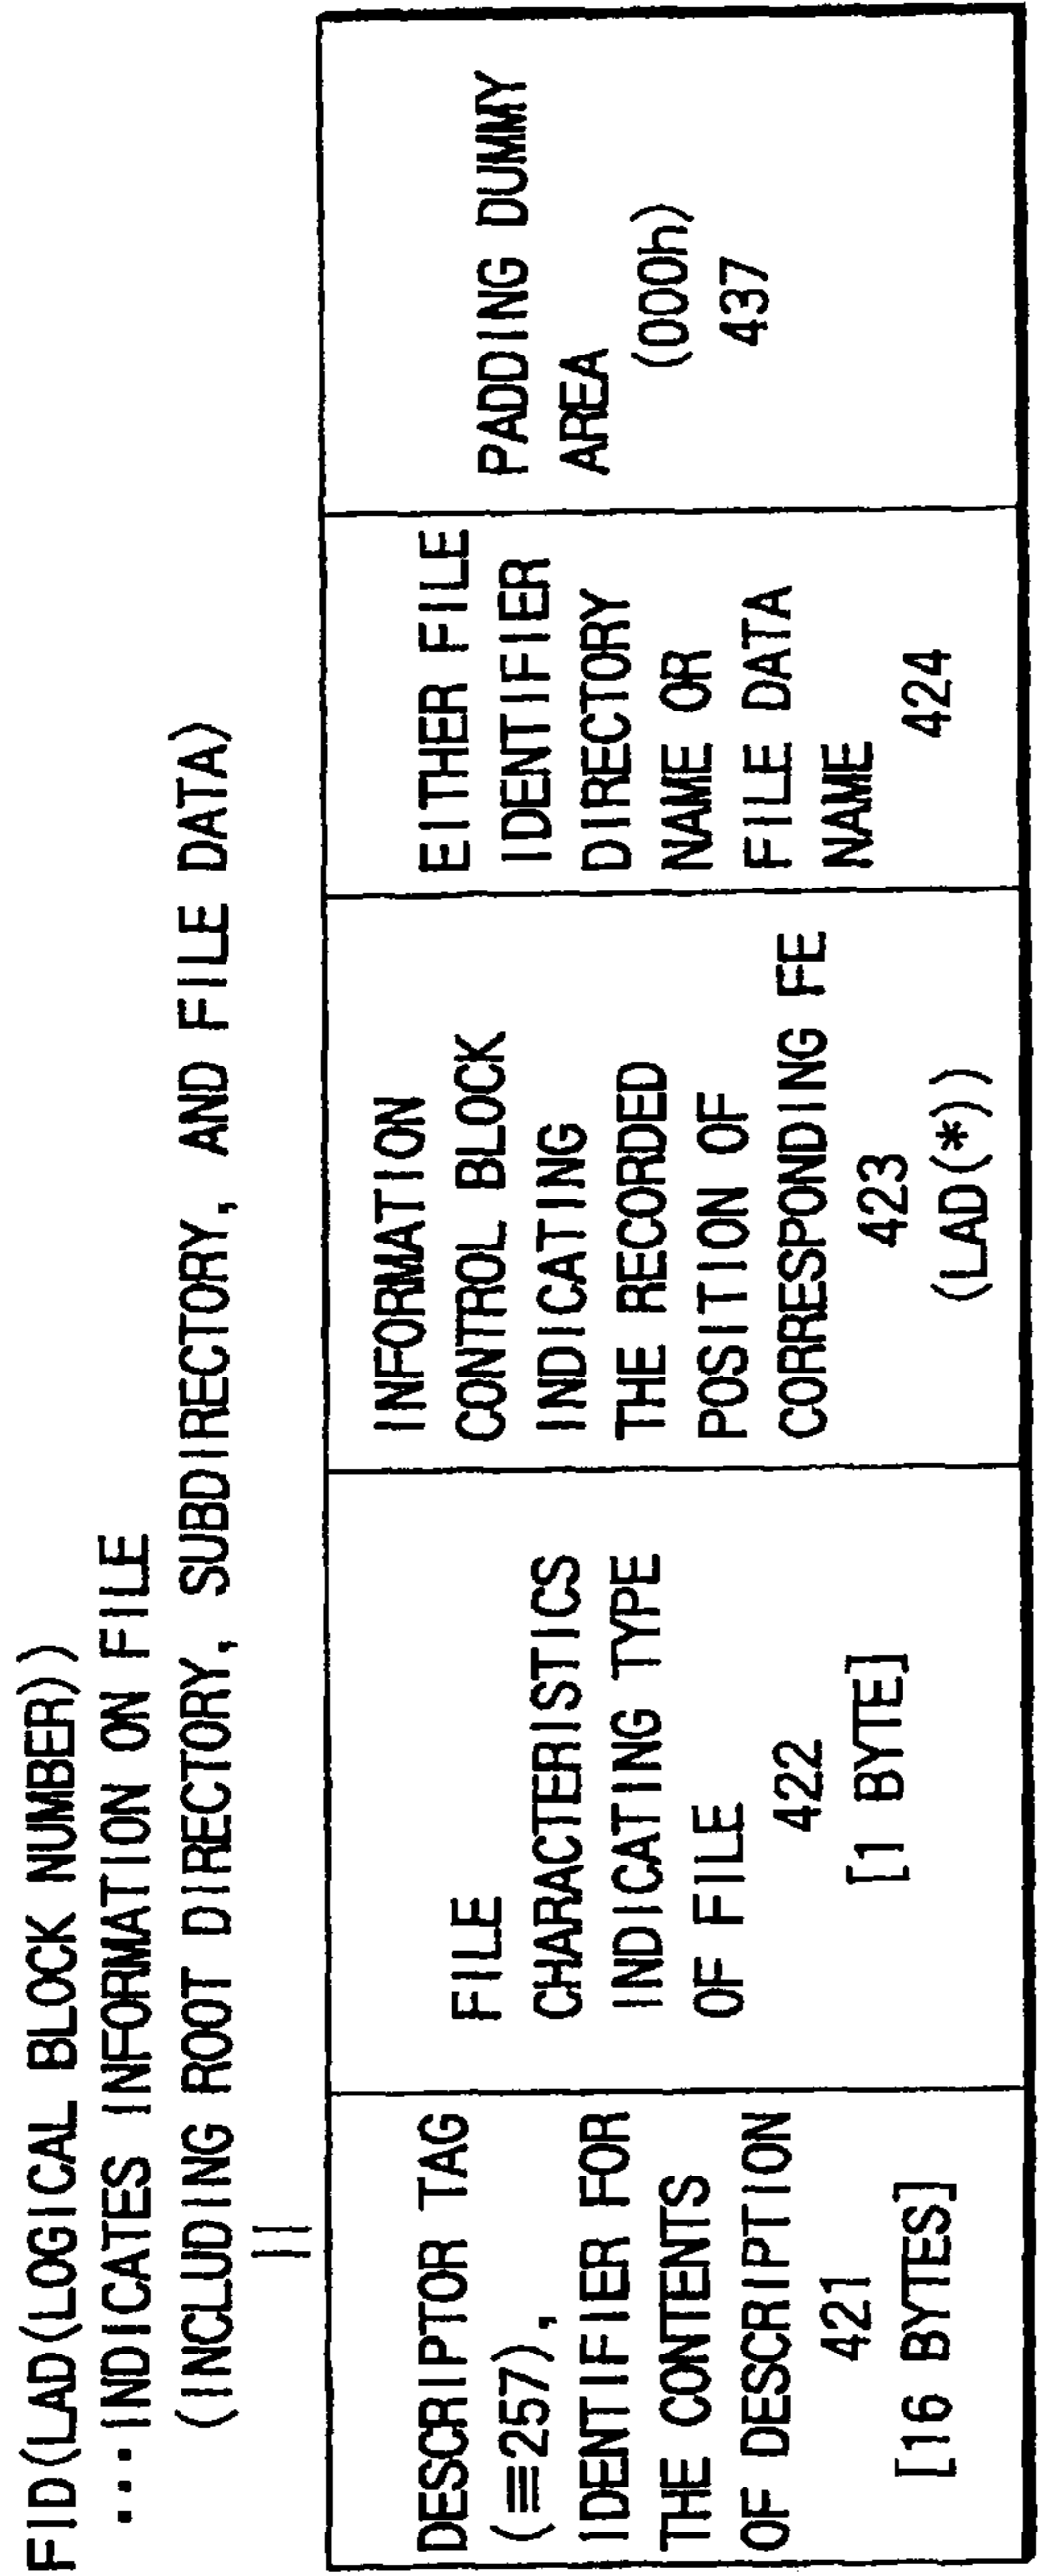 FID(LAD(LOGICAL BLOCK NUMBER))
···INDICATES INFORMATION ON FILE
(INCLUDING ROOT DIRECTORY, SUBDIRECTORY, AND FILE DATA)
||
DESCRIPTOR TAG
(≡257),
IDENTIFIER FOR
THE CONTENTS
OF DESCRIPTION
421
[16 BYTES]
FILE
CHARACTERISTICS
INDICATING TYPE
OF FILE
422
[1 BYTE]
INFORMATION
CONTROL BLOCK
INDICATING
THE RECORDED
POSITION OF
CORRESPONDING FE
423
(LAD(*))
EITHER FILE
IDENTIFIER
DIRECTORY
NAME OR
FILE DATA
NAME
424
PADDING DUMMY
AREA
(000h)
437